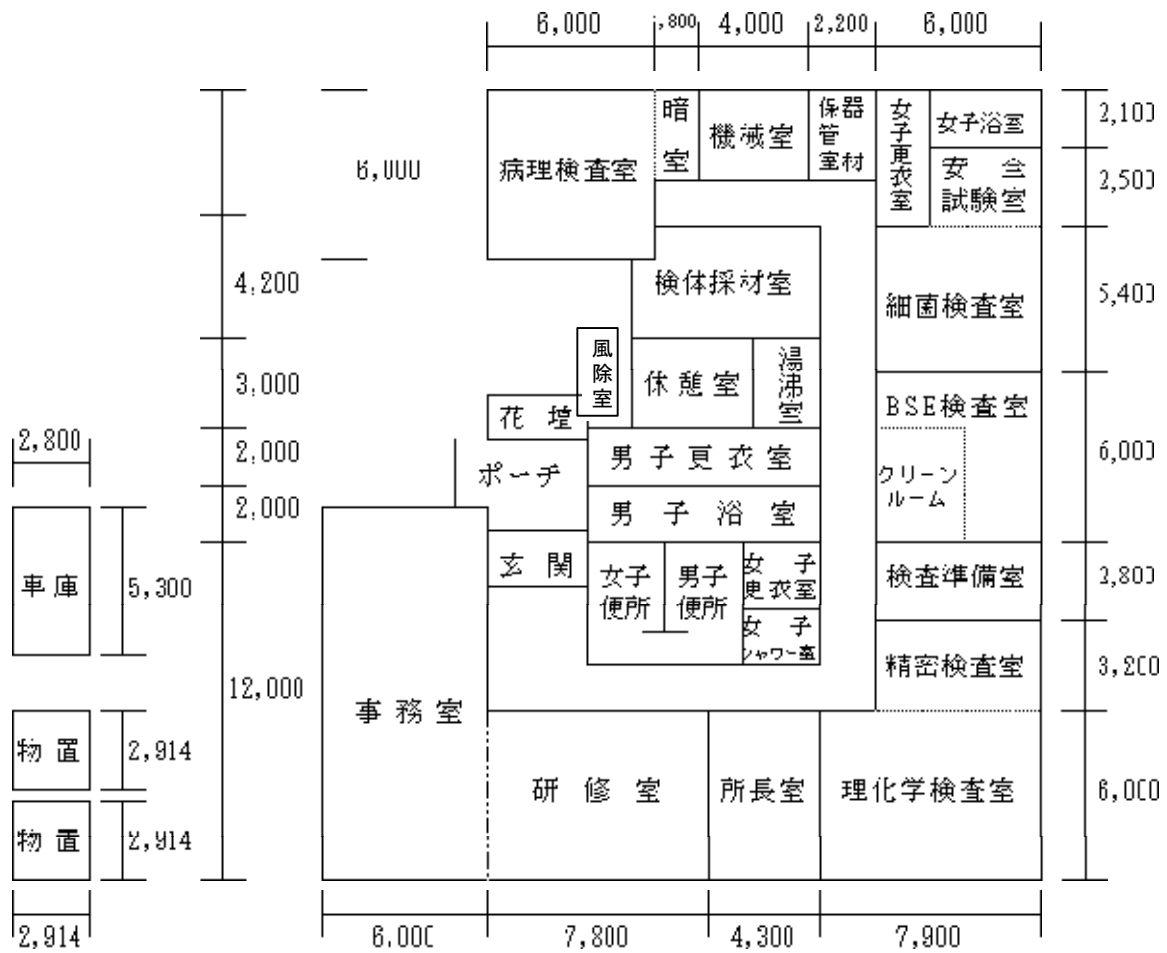 6,000
,800
4,000
2,200
6,000
病理検査室
暗
室
機械室
保器
管
室材
女子更衣室
女子浴室
安全
試験室
2,100
2,500
6,000
4,200
検体採材室
細菌検査室
5,400
風除室
3,000
休憩室
湯沸室
BSE検査室
花壇
2,800
2,000
ポーチ
男子更衣室
クリーン
ルーム
6,000
2,000
男子浴室
車庫
5,300
玄関
女子
便所
男子
便所
女子
更衣室
検査準備室
2,800
女子
シャワー室
12,000
事務室
精密検査室
3,200
物置
2,914
研修室
所長室
理化学検査室
6,000
物置
2,914
2,914
6,000
7,800
4,300
7,900